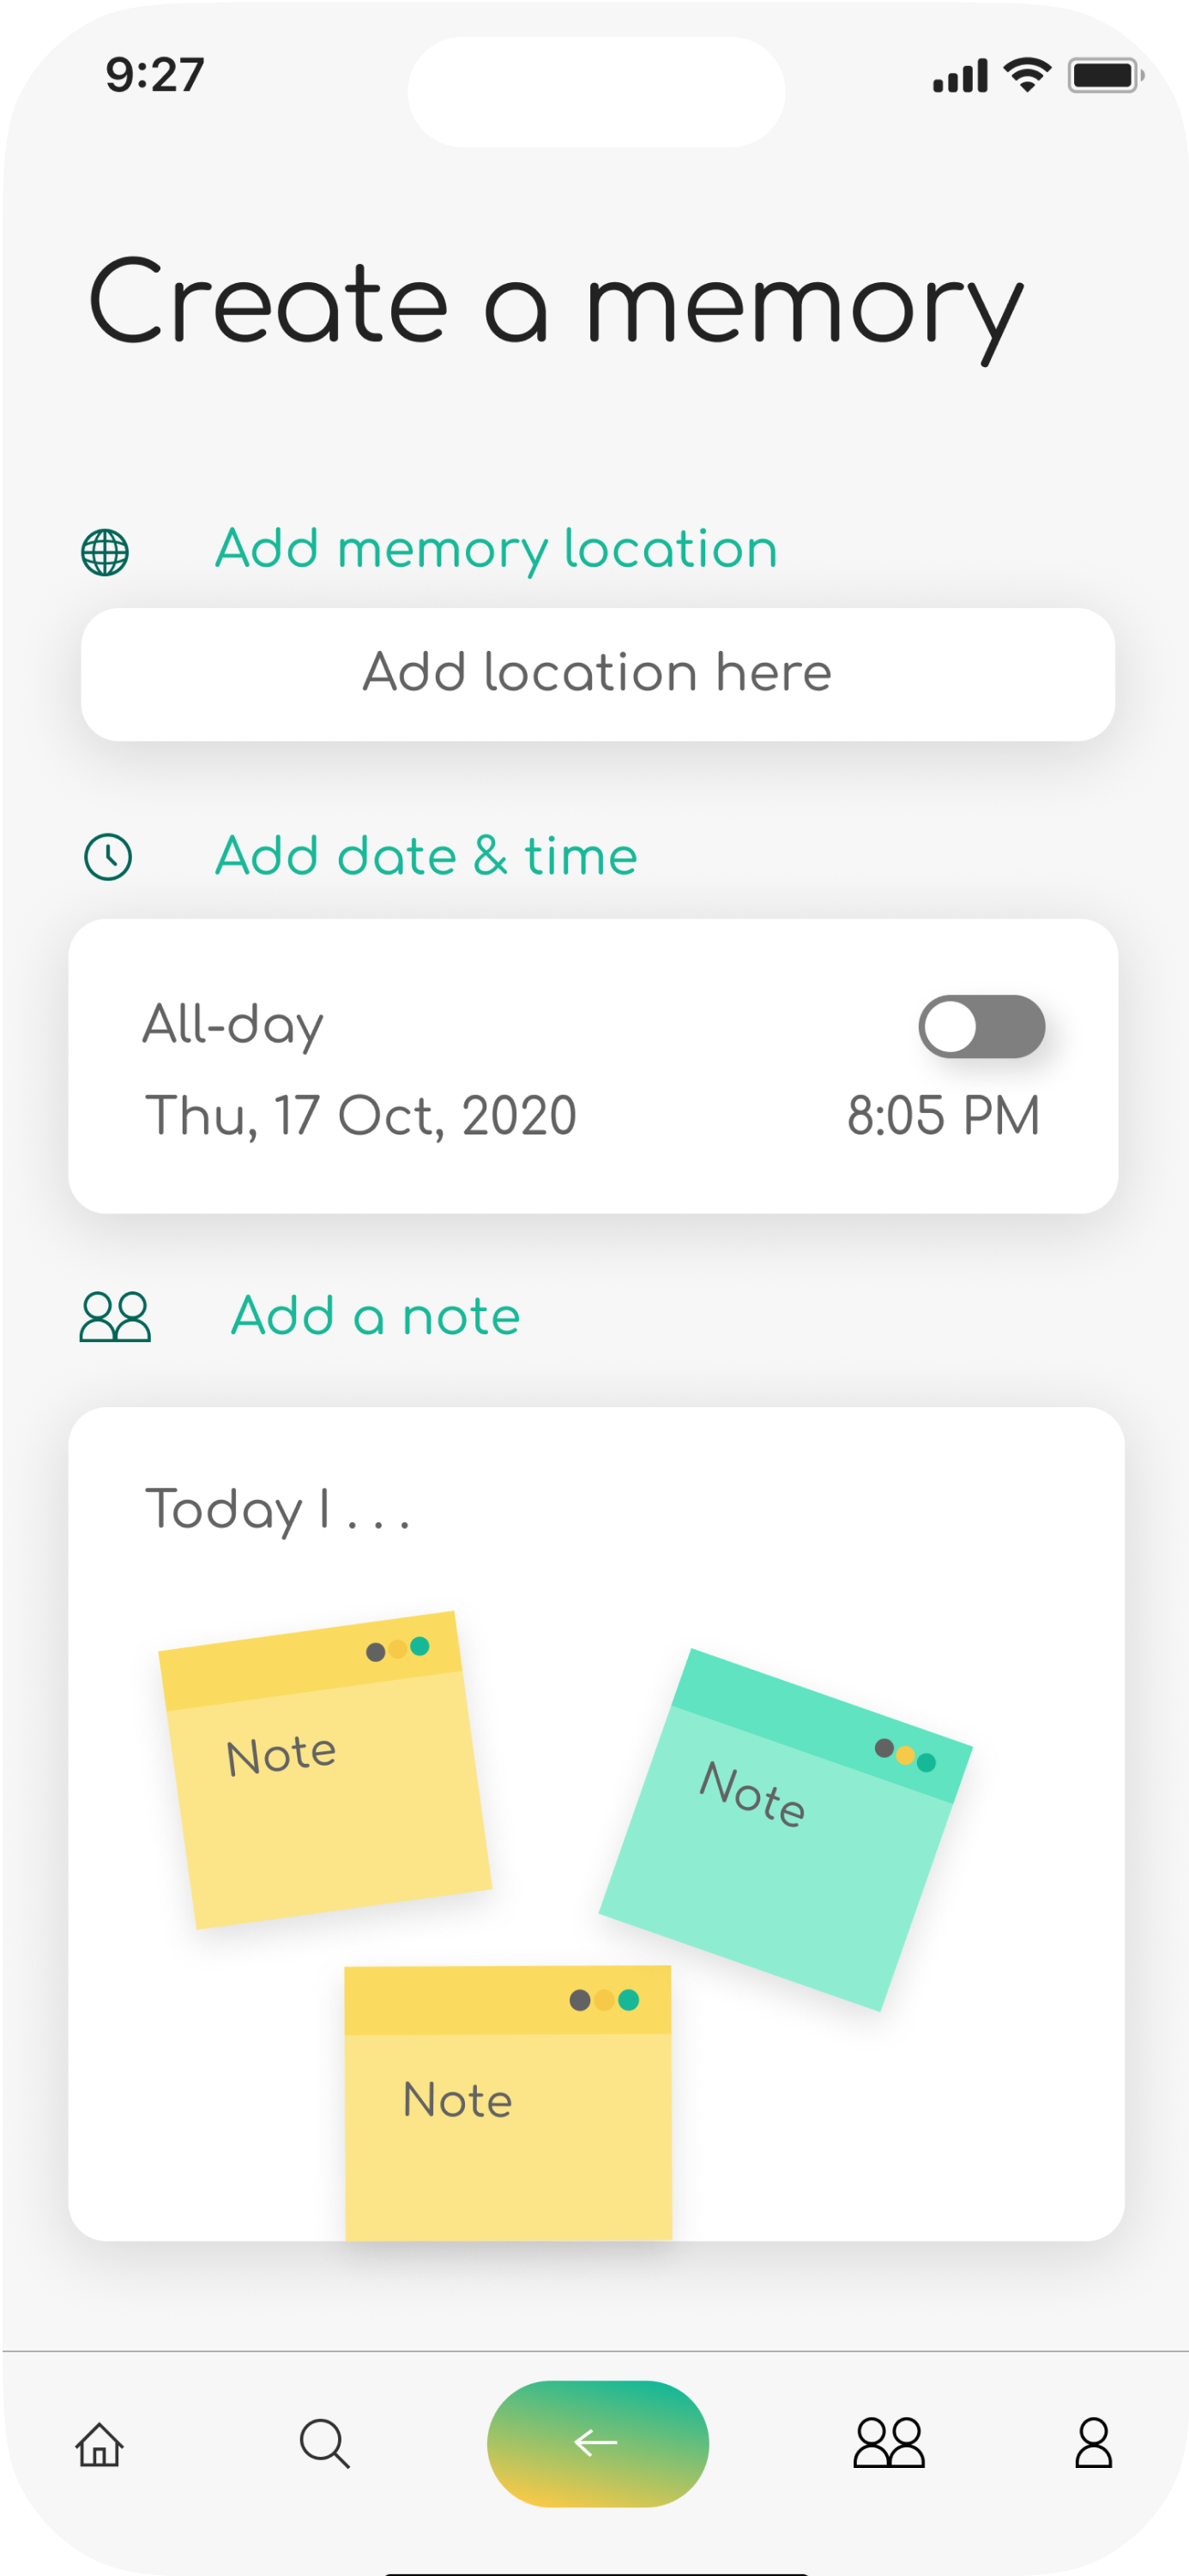 9:27
Create a memory
Add memory location
Add location here
Add date & time
All-day
Thu, 17 Oct, 2020 8:05 PM
Add a note
Today I . . .
Note
Note
Note